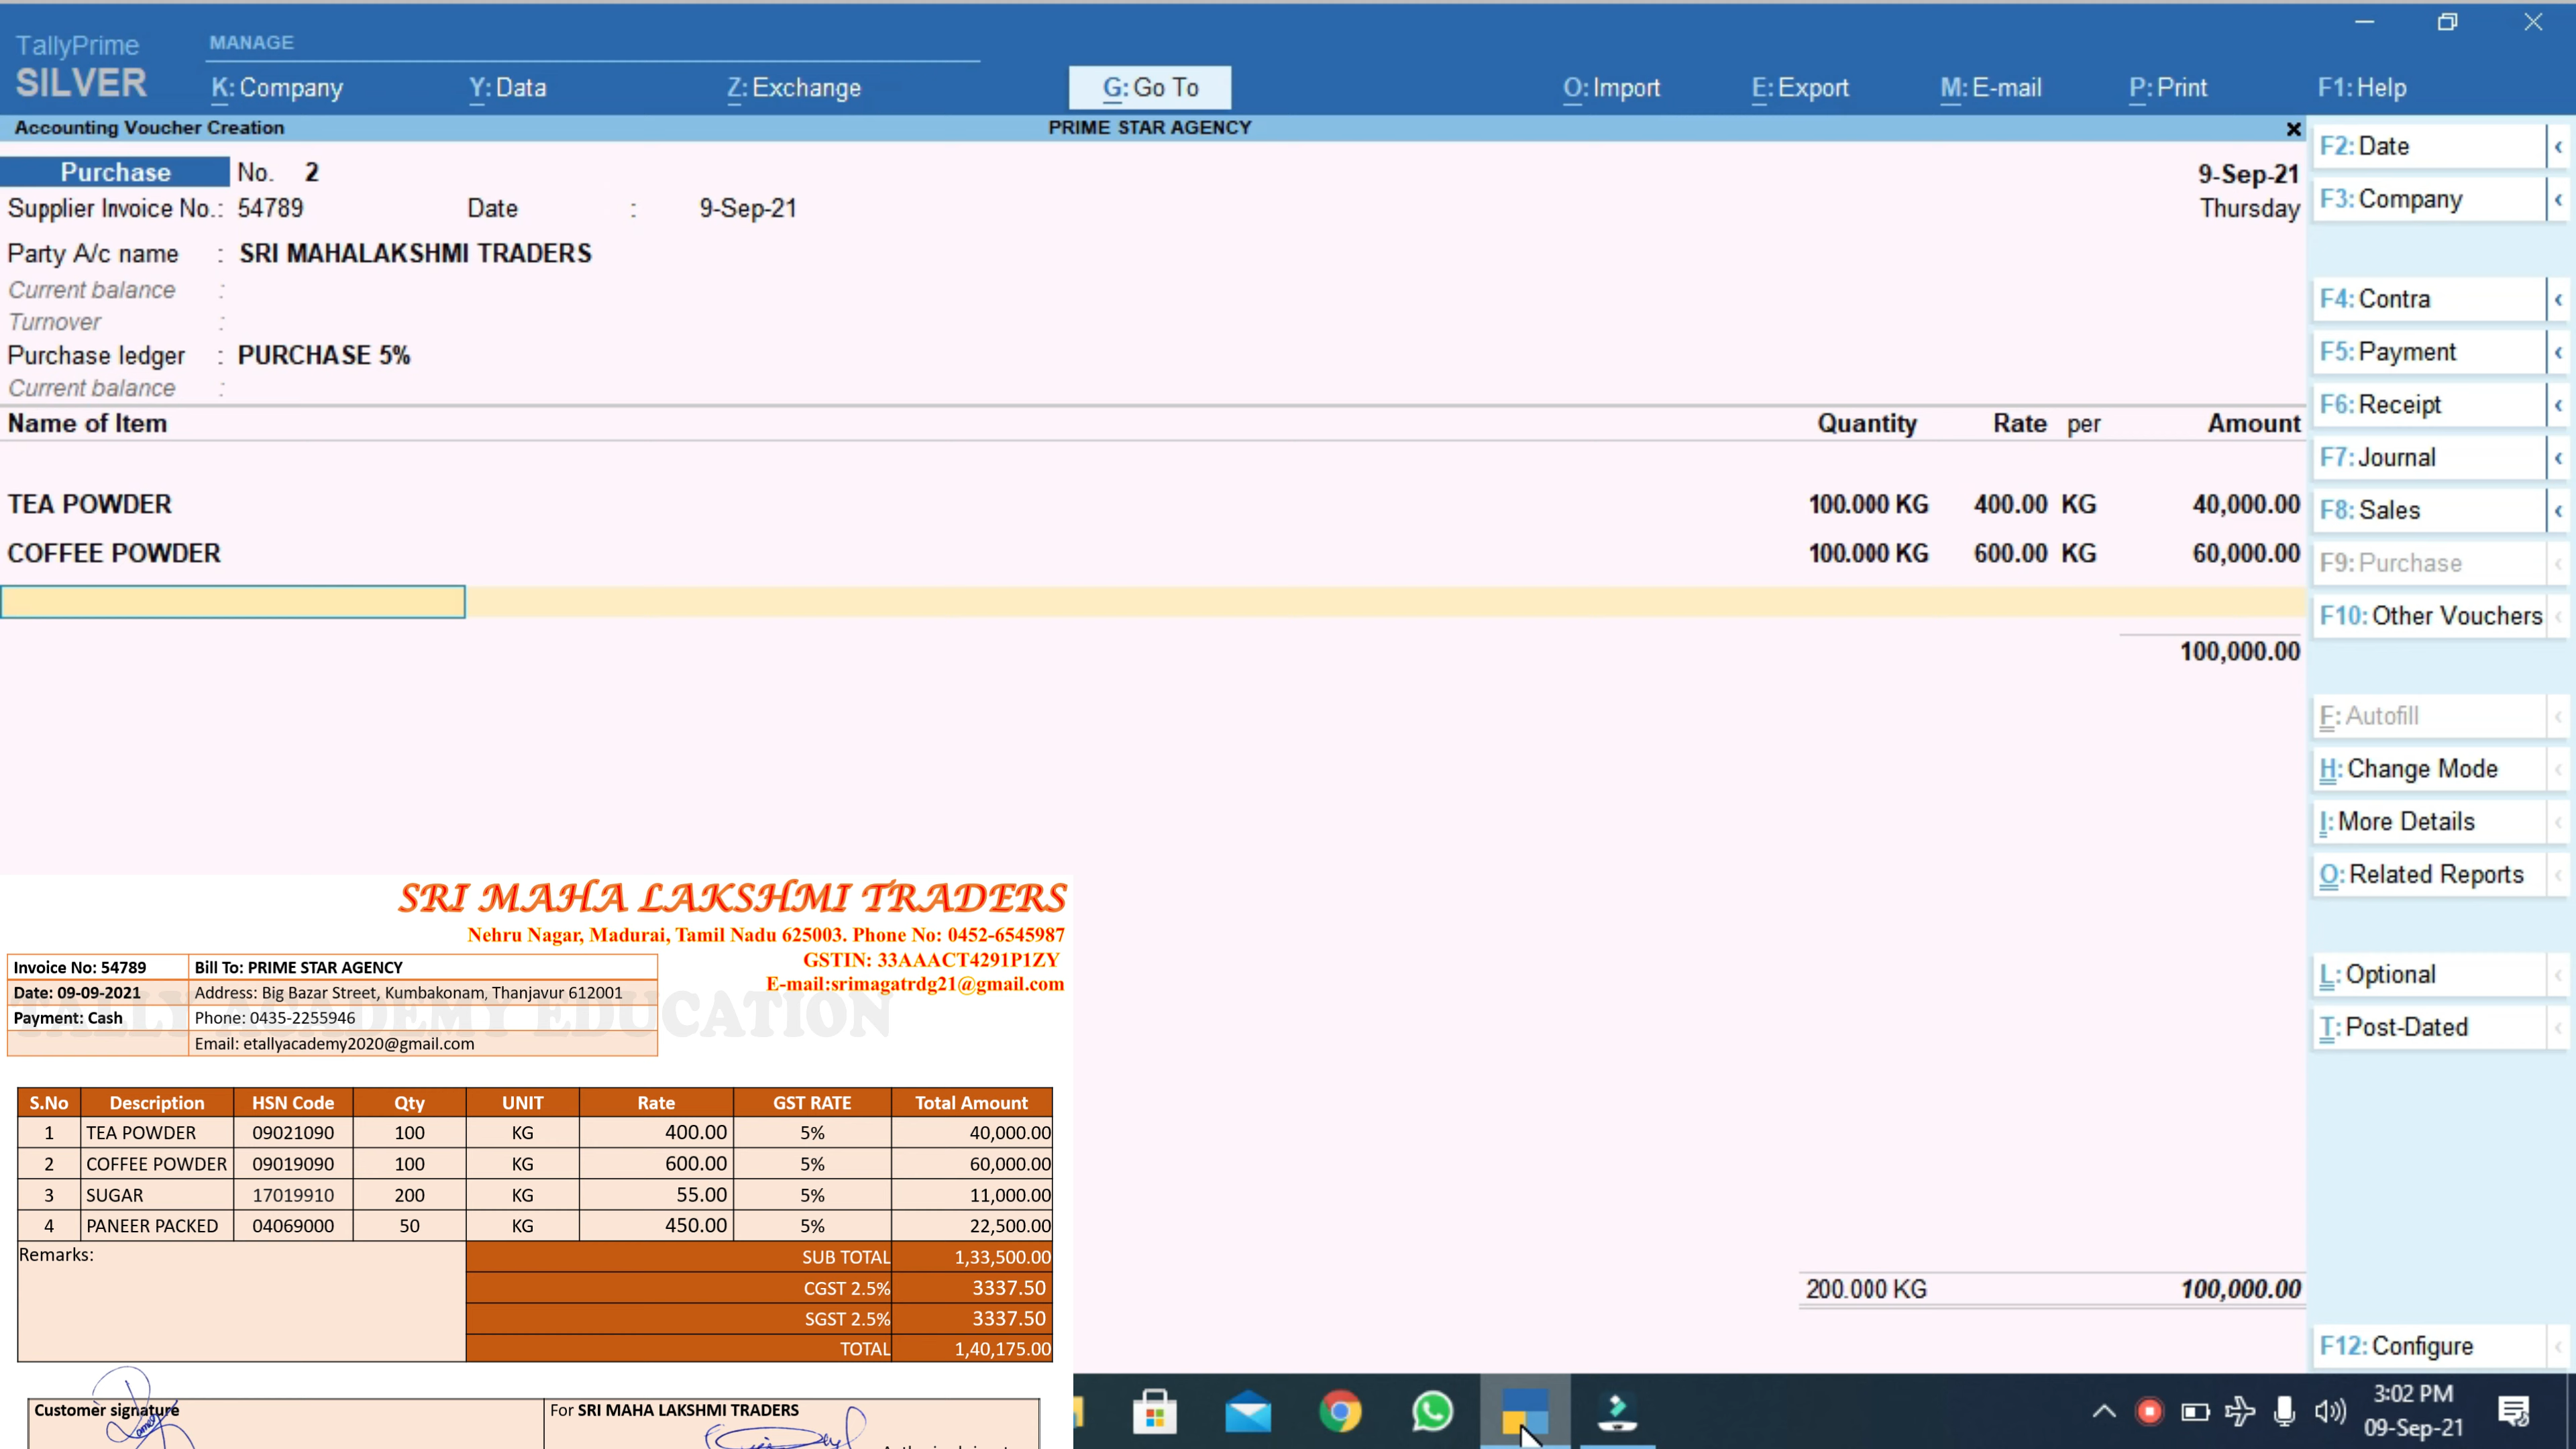 TallyPrime
SILVER
MANAGE
K: Company Y: Data Z: Exchange G: Go To O: Import E: Export M: E-mail P: Print F1: Help
Accounting Voucher Creation PRIME STAR AGENCY
Purchase No. 2 9-Sep-21
Supplier Invoice No.: 54789 Date : 9-Sep-21 Thursday
Party A/c name : SRI MAHALAKSHMI TRADERS
Current balance :
Turnover :
Purchase ledger : PURCHASE 5%
Current balance :
Name of Item Quantity Rate per Amount
TEA POWDER 100.000 KG 400.00 KG 40,000.00
COFFEE POWDER 100.000 KG 600.00 KG 60,000.00
100,000.00
200.000 KG 100,000.00
F2: Date
F3: Company
F4: Contra
F5: Payment
F6: Receipt
F7: Journal
F8: Sales
F9: Purchase
F10: Other Vouchers
F: Autofill
H: Change Mode
I: More Details
O: Related Reports
L: Optional
T: Post-Dated
F12: Configure
SRI MAHA LAKSHMI TRADERS
Nehru Nagar, Madurai, Tamil Nadu 625003. Phone No: 0452-6545987
GSTIN: 33AAACT4291P1ZY
E-mail:srimagatrdg21@gmail.com
Invoice No: 54789 Bill To: PRIME STAR AGENCY
Date: 09-09-2021 Address: Big Bazar Street, Kumbakonam, Thanjavur 612001
Payment: Cash Phone: 0435-2255946
Email: etallyacademy2020@gmail.com
TALLY ACADEMY EDUCATION
S.No Description HSN Code Qty UNIT Rate GST RATE Total Amount
1 TEA POWDER 09021090 100 KG 400.00 5% 40,000.00
2 COFFEE POWDER 09019090 100 KG 600.00 5% 60,000.00
3 SUGAR 17019910 200 KG 55.00 5% 11,000.00
4 PANEER PACKED 04069000 50 KG 450.00 5% 22,500.00
Remarks: SUB TOTAL 1,33,500.00
CGST 2.5% 3337.50
SGST 2.5% 3337.50
TOTAL 1,40,175.00
Customer signature For SRI MAHA LAKSHMI TRADERS
3:02 PM
09-Sep-21